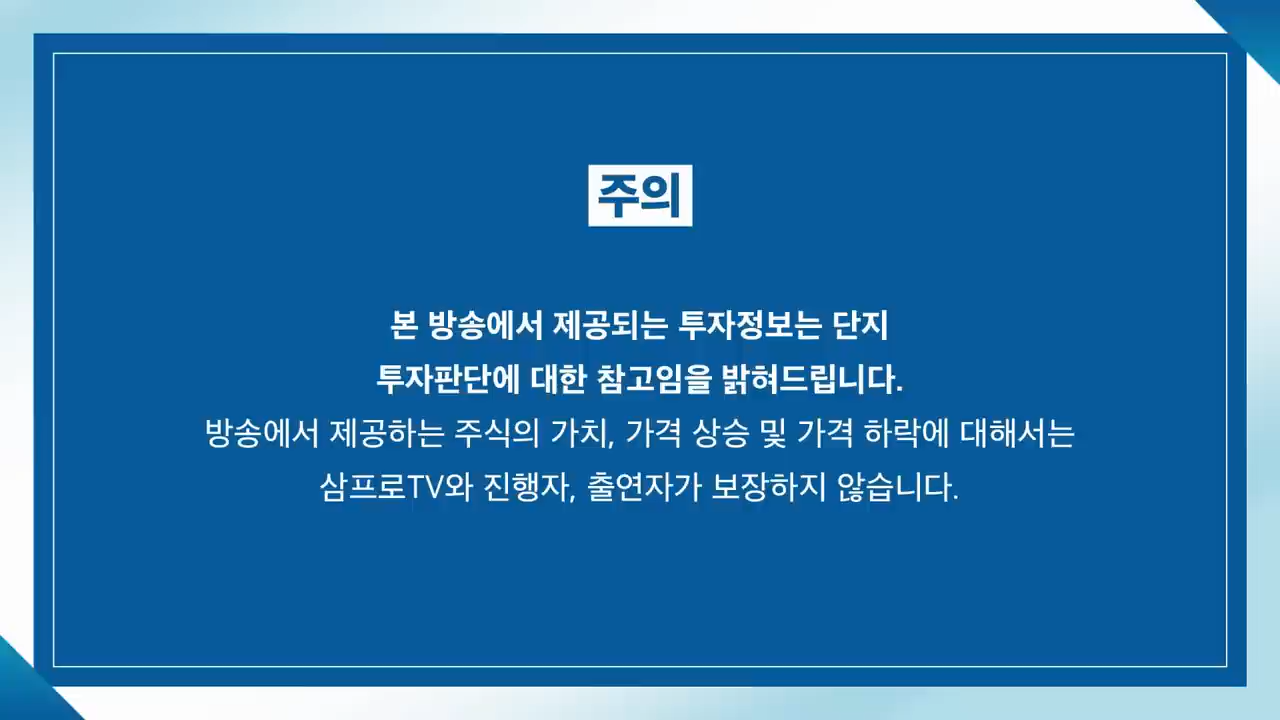 주의
본 방송에서 제공되는 투자정보는 단지
투자판단에 대한 참고임을 밝혀드립니다.
방송에서 제공하는 주식의 가치, 가격 상승 및 가격 하락에 대해서는
삼프로TV와 진행자, 출연자가 보장하지 않습니다.